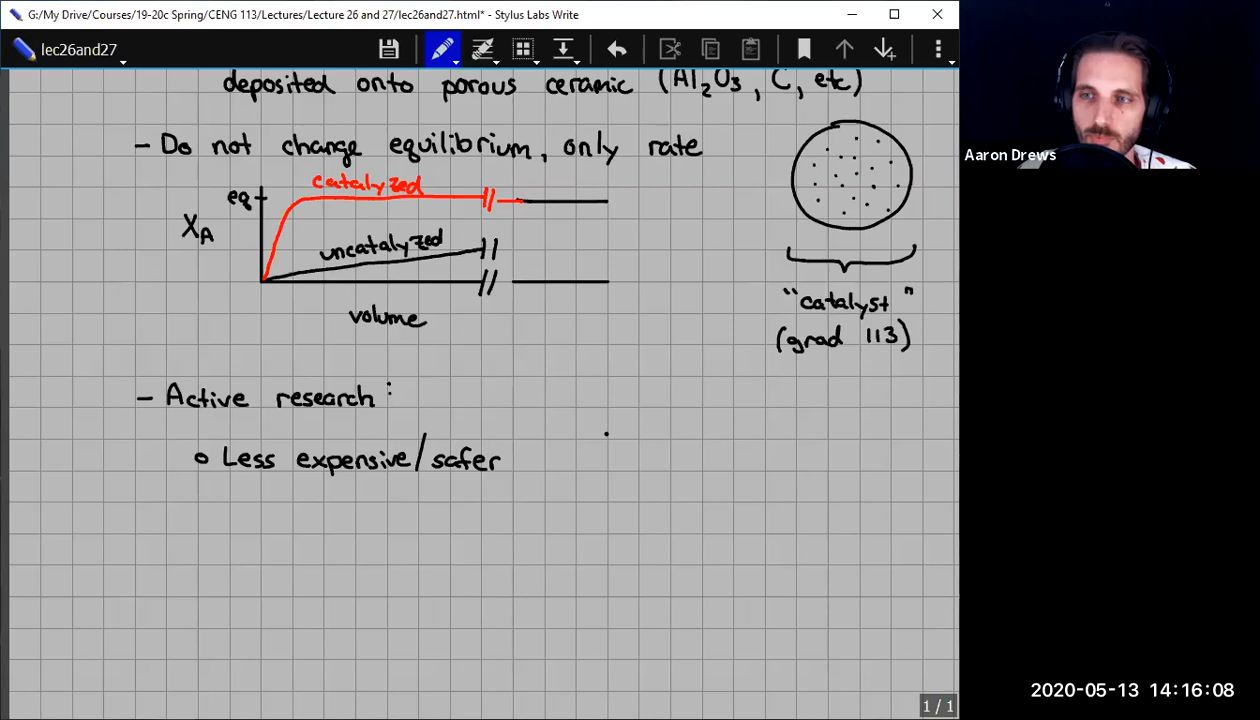 G:/My Drive/Courses/19-20c Spring/CENG 113/Lectures/Lecture 26 and 27/lec26and27.html* - Stylus Labs Write
lec26and27
deposited onto porous ceramic (Al2O3, C, etc)
- Do not change equilibrium, only rate
catalyzed
eq
XA
uncatalyzed
volume
"catalyst"
(grad 113)
- Active research:
o Less expensive/safer
Aaron Drews
2020-05-13 14:16:08
1 / 1